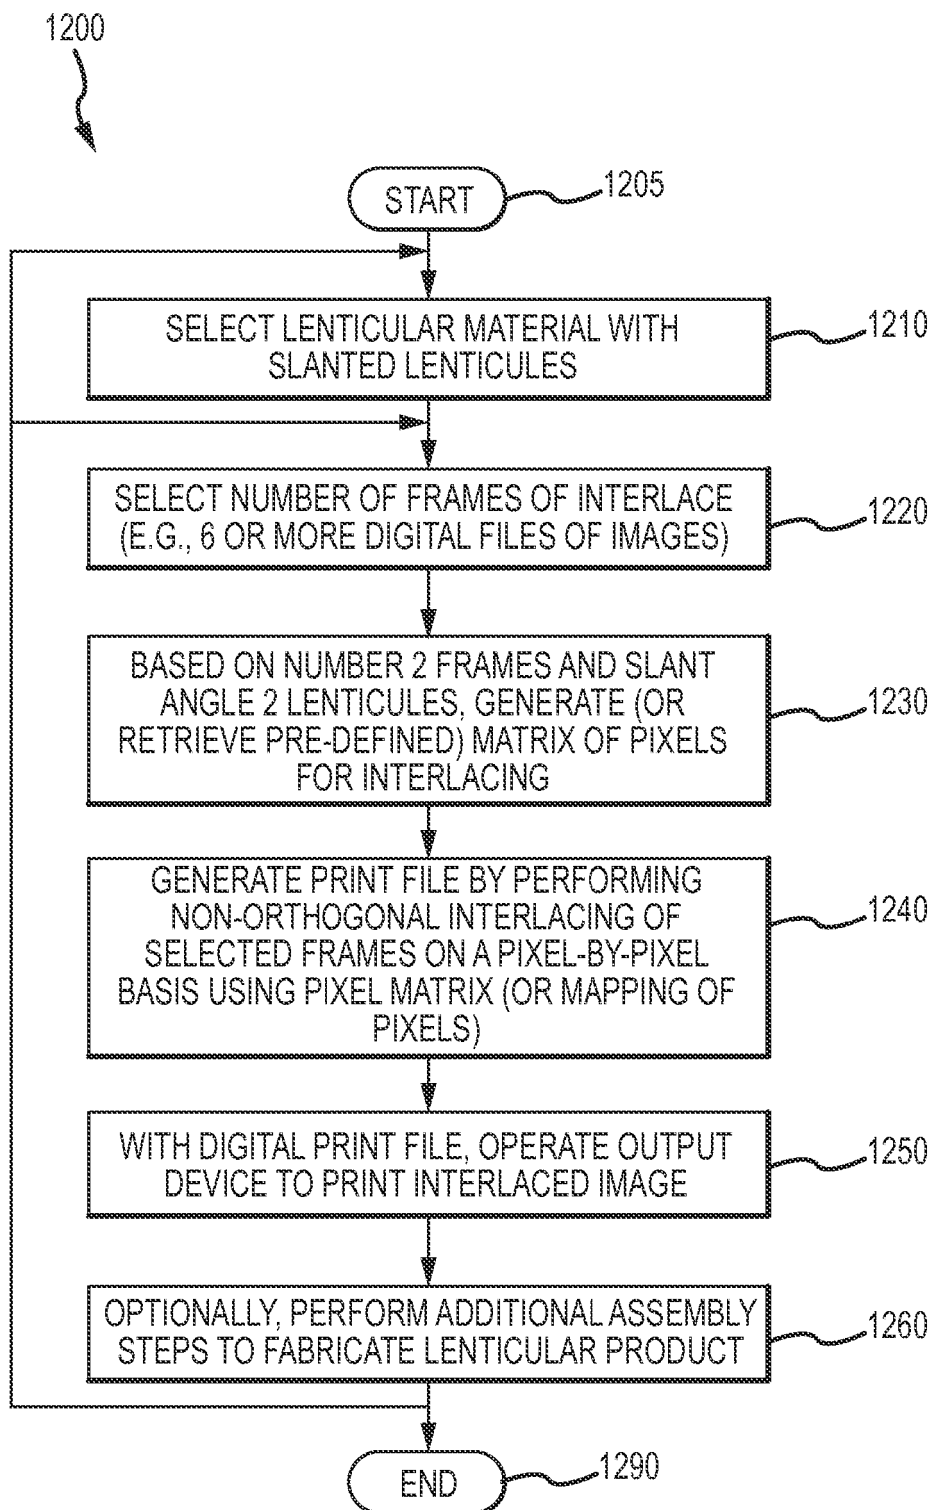 1200
START
1205
SELECT LENTICULAR MATERIAL WITH
SLANTED LENTICULES
1210
SELECT NUMBER OF FRAMES OF INTERLACE
(E.G., 6 OR MORE DIGITAL FILES OF IMAGES)
1220
BASED ON NUMBER 2 FRAMES AND SLANT
ANGLE 2 LENTICULES, GENERATE (OR
RETRIEVE PRE-DEFINED) MATRIX OF PIXELS
FOR INTERLACING
1230
GENERATE PRINT FILE BY PERFORMING
NON-ORTHOGONAL INTERLACING OF
SELECTED FRAMES ON A PIXEL-BY-PIXEL
BASIS USING PIXEL MATRIX (OR MAPPING OF
PIXELS)
1240
WITH DIGITAL PRINT FILE, OPERATE OUTPUT
DEVICE TO PRINT INTERLACED IMAGE
1250
OPTIONALLY, PERFORM ADDITIONAL ASSEMBLY
STEPS TO FABRICATE LENTICULAR PRODUCT
1260
END
1290